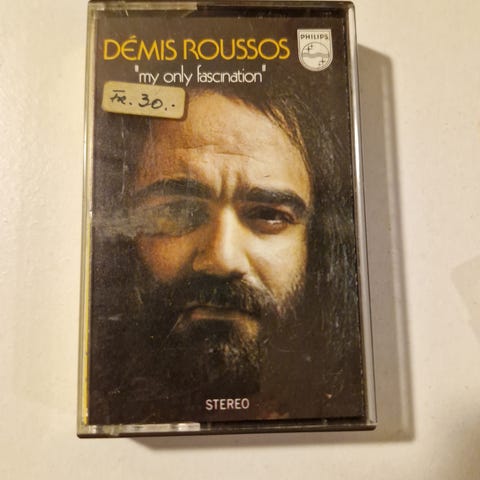 DÉMIS ROUSSOS
PHILIPS
"my only fascination"
Fr. 30.-
STEREO